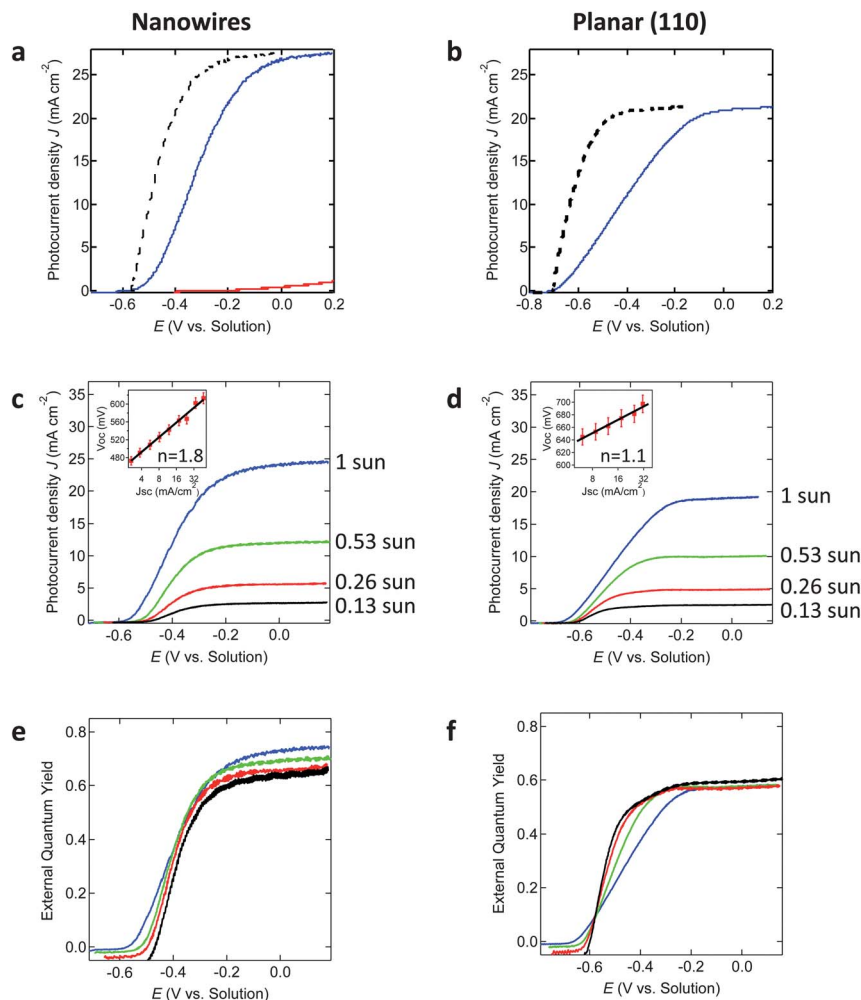 Nanowires
Planar (110)
a
Photocurrent density J (mA cm-2)
25
20
15
10
5
0
-0.6 -0.4 -0.2 0.0 0.2
E (V vs. Solution)
b
Photocurrent density J (mA cm-2)
25
20
15
10
5
0
-0.8 -0.6 -0.4 -0.2 0.0 0.2
E (V vs. Solution)
c
Photocurrent density J (mA cm-2)
35
30
25
20
15
10
5
0
Voc (mV)
600
560
520
480
n=1.8
4 8 16 32
Jsc (mA/cm2)
1 sun
0.53 sun
0.26 sun
0.13 sun
-0.6 -0.4 -0.2 0.0
E (V vs. Solution)
d
Photocurrent density J (mA cm-2)
35
30
25
20
15
10
5
0
Voc (mV)
700
680
660
640
620
600
n=1.1
8 16 32
Jsc (mA/cm2)
1 sun
0.53 sun
0.26 sun
0.13 sun
-0.8 -0.6 -0.4 -0.2 0.0
E (V vs. Solution)
e
External Quantum Yield
0.8
0.6
0.4
0.2
0.0
-0.6 -0.4 -0.2 0.0
E (V vs. Solution)
f
External Quantum Yield
0.8
0.6
0.4
0.2
0.0
-0.8 -0.6 -0.4 -0.2 0.0
E (V vs. Solution)